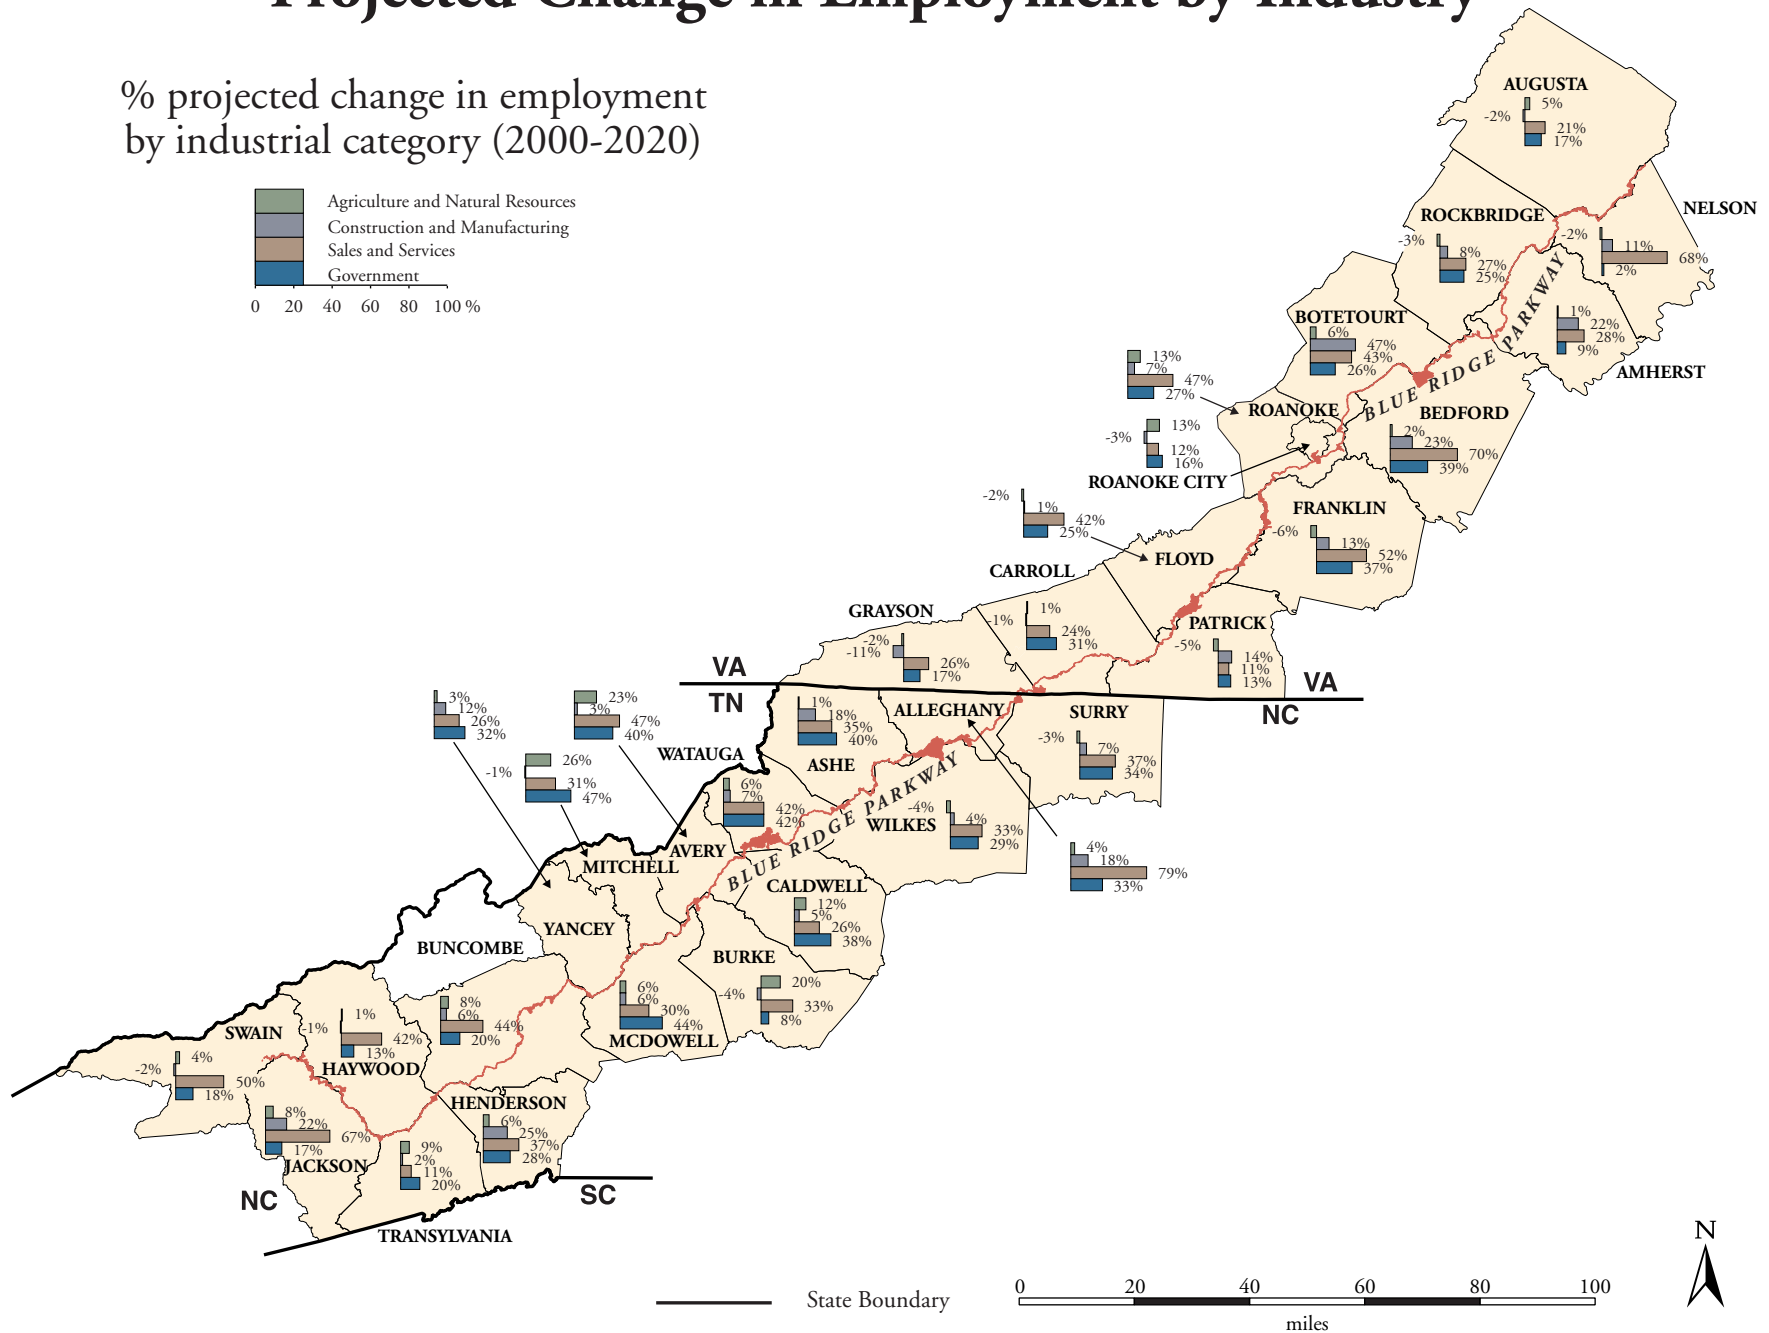 Projected Change in Employment by Industry
% projected change in employment
by industrial category (2000-2020)
Agriculture and Natural Resources
Construction and Manufacturing
Sales and Services
Government
0 20 40 60 80 100 %
AUGUSTA
5%
-2%
21%
17%
NELSON
-2%
11%
68%
2%
ROCKBRIDGE
-3%
8%
27%
25%
AMHERST
1%
22%
28%
9%
BOTETOURT
6%
47%
43%
26%
13%
7%
47%
27%
ROANOKE
13%
-3%
12%
16%
ROANOKE CITY
BLUE RIDGE PARKWAY
BEDFORD
2%
23%
70%
39%
FRANKLIN
-6%
13%
52%
37%
-2%
1%
42%
25%
FLOYD
CARROLL
1%
-1%
24%
31%
GRAYSON
-2%
-11%
26%
17%
PATRICK
-5%
14%
11%
13%
VA
TN
VA
NC
3%
12%
26%
32%
23%
3%
47%
40%
26%
-1%
31%
47%
WATAUGA
6%
7%
42%
42%
1%
18%
35%
40%
ASHE
ALLEGHANY
4%
18%
79%
33%
SURRY
-3%
7%
37%
34%
WILKES
-4%
4%
33%
29%
BLUE RIDGE PARKWAY
AVERY
MITCHELL
YANCEY
CALDWELL
12%
5%
26%
38%
BURKE
20%
-4%
33%
8%
6%
6%
30%
44%
MCDOWELL
BUNCOMBE
8%
6%
44%
20%
SWAIN
4%
-2%
50%
18%
1%
-1%
42%
13%
HAYWOOD
HENDERSON
6%
25%
37%
28%
8%
22%
67%
17%
JACKSON
9%
2%
11%
20%
TRANSYLVANIA
NC
SC
State Boundary
0 20 40 60 80 100
miles
N